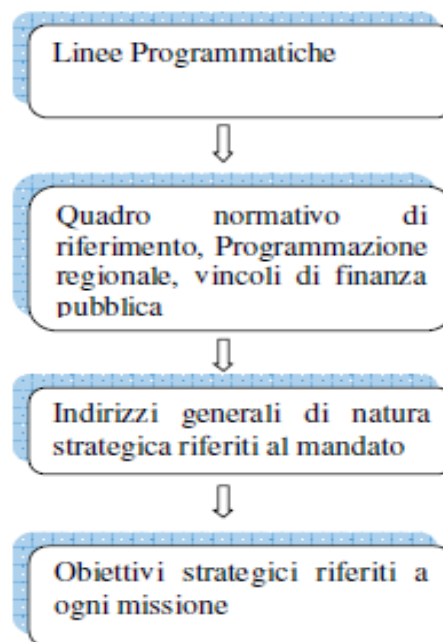 Linee Programmatiche
Quadro normativo di
riferimento, Programmazione
regionale, vincoli di finanza
pubblica
Indirizzi generali di natura
strategica riferiti al mandato
Obiettivi strategici riferiti a
ogni missione